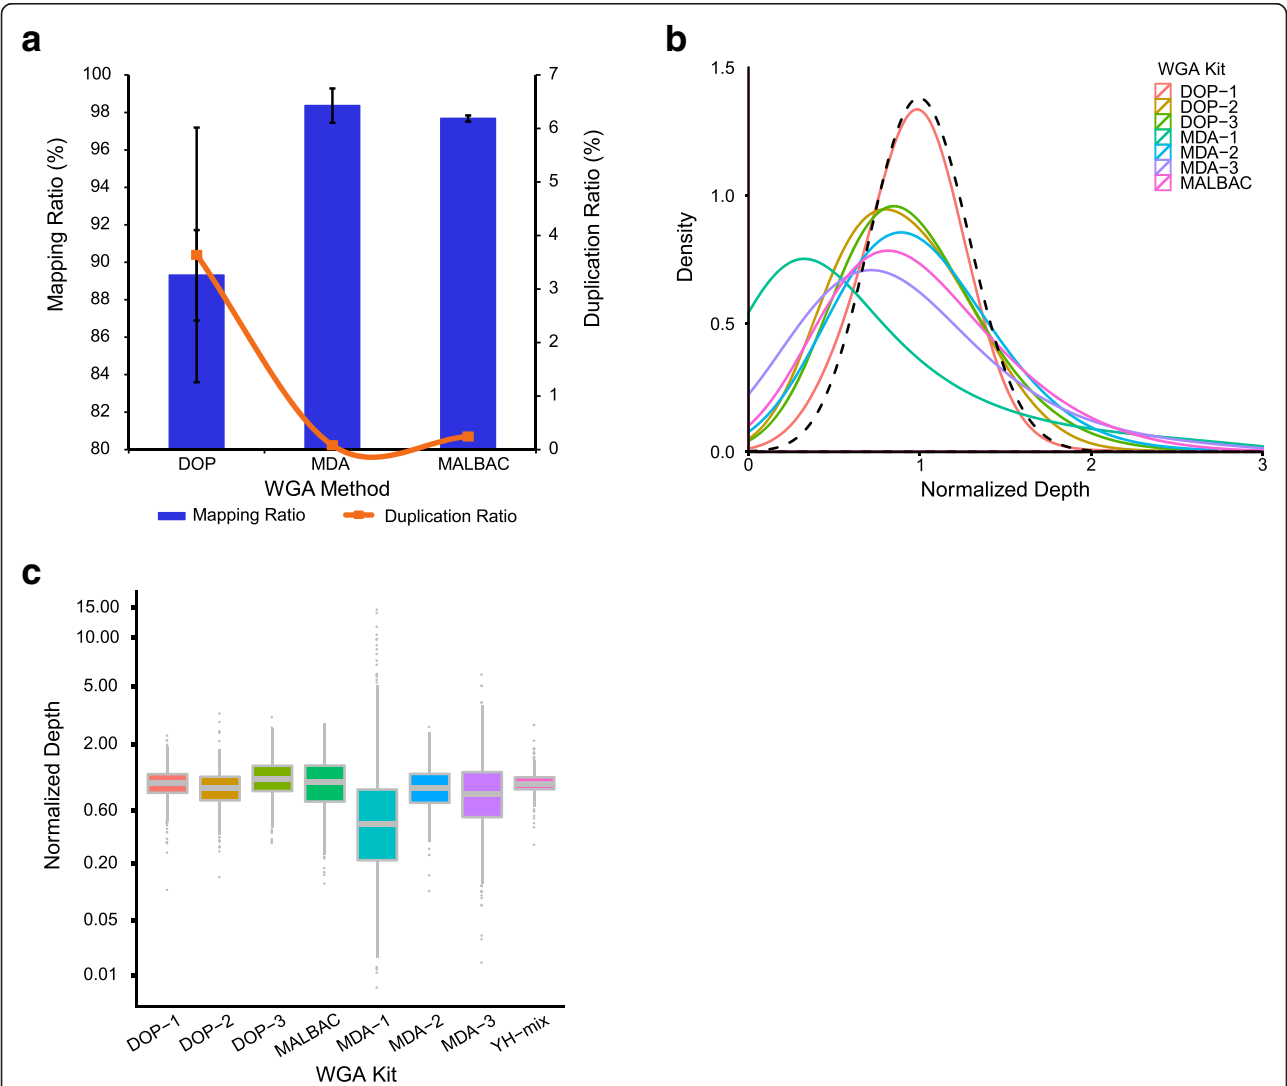 a
100
98
96
94
92
90
88
86
84
82
80
Mapping Ratio (%)
7
6
5
4
3
2
1
0
Duplication Ratio (%)
DOP
MDA
MALBAC
WGA Method
Mapping Ratio
Duplication Ratio
b
1.5
1.0
0.5
0.0
Density
0
1
2
3
Normalized Depth
WGA Kit
DOP−1
DOP−2
DOP−3
MDA−1
MDA−2
MDA−3
MALBAC
c
15.00
10.00
5.00
2.00
0.60
0.20
0.05
0.01
Normalized Depth
DOP−1
DOP−2
DOP−3
MALBAC
MDA−1
MDA−2
MDA−3
YH−mix
WGA Kit